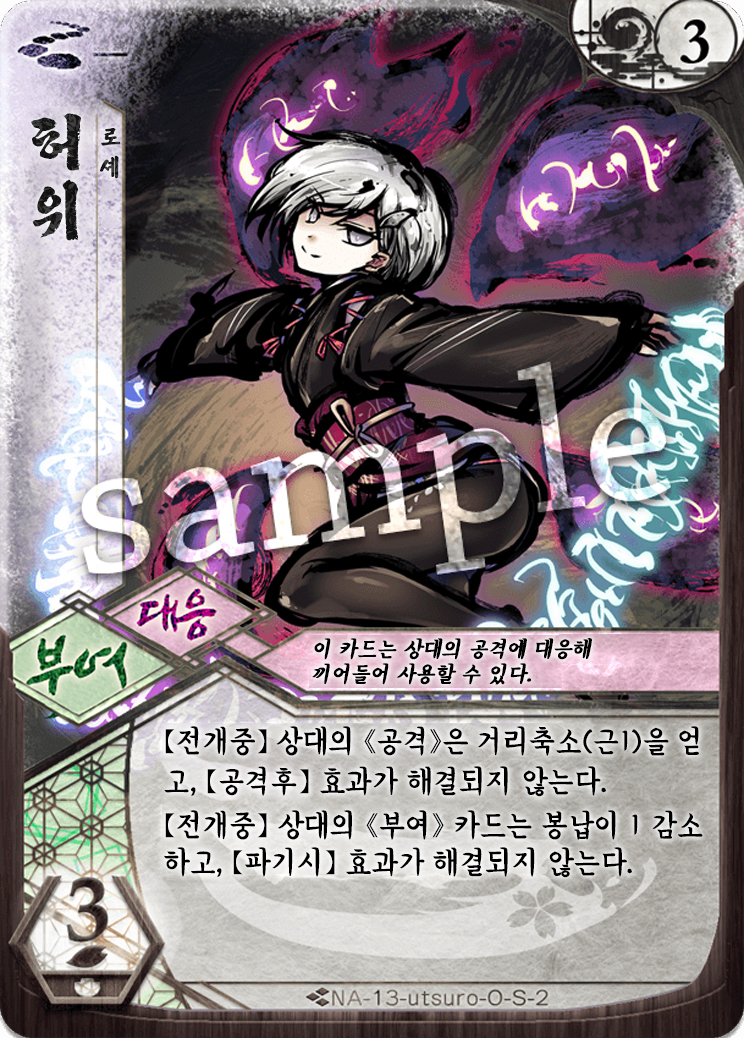 3
허위
로세
sample
대응
부여
이 카드는 상대의 공격에 대응해
끼어들어 사용할 수 있다.
【전개중】 상대의 《공격》은 거리축소(근1)을 얻
고, 【공격후】 효과가 해결되지 않는다.
【전개중】 상대의 《부여》 카드는 봉납이 1 감소
하고, 【파기시】 효과가 해결되지 않는다.
3
NA-13-utsuro-O-S-2